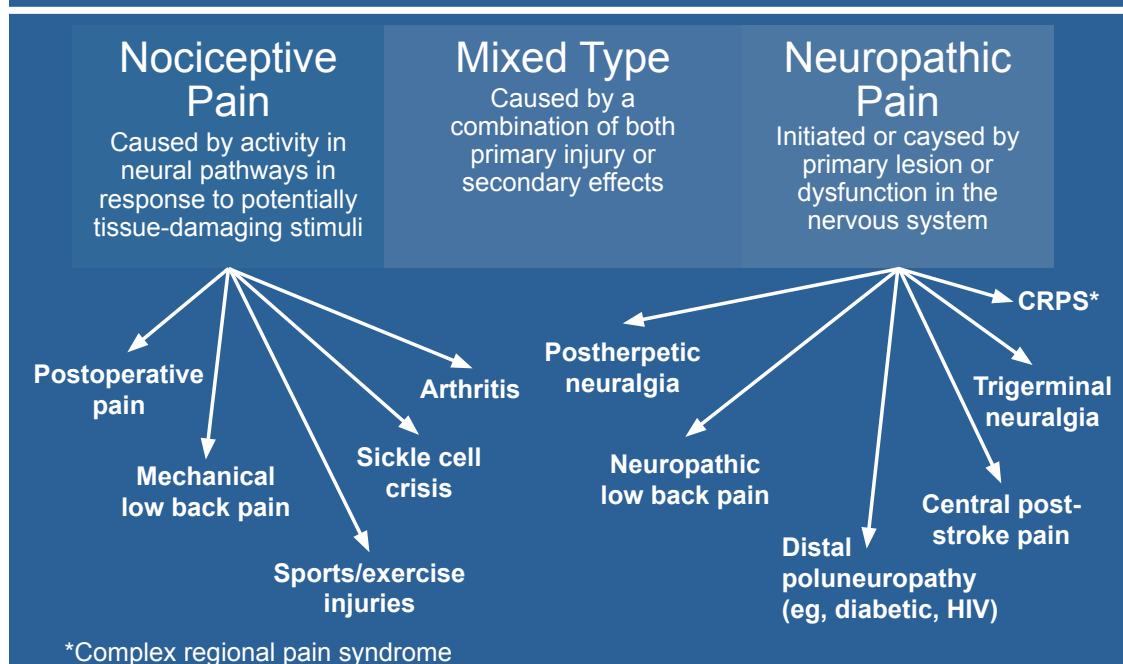 Nociceptive
Pain
Caused by activity in
neural pathways in
response to potentially
tissue-damaging stimuli
Mixed Type
Caused by a
combination of both
primary injury or
secondary effects
Neuropathic
Pain
Initiated or caysed by
primary lesion or
dysfunction in the
nervous system
Postoperative
pain
Mechanical
low back pain
Sports/exercise
injuries
Sickle cell
crisis
Arthritis
Postherpetic
neuralgia
Neuropathic
low back pain
Distal
poluneuropathy
(eg, diabetic, HIV)
Central post-
stroke pain
Trigerminal
neuralgia
CRPS*
*Complex regional pain syndrome